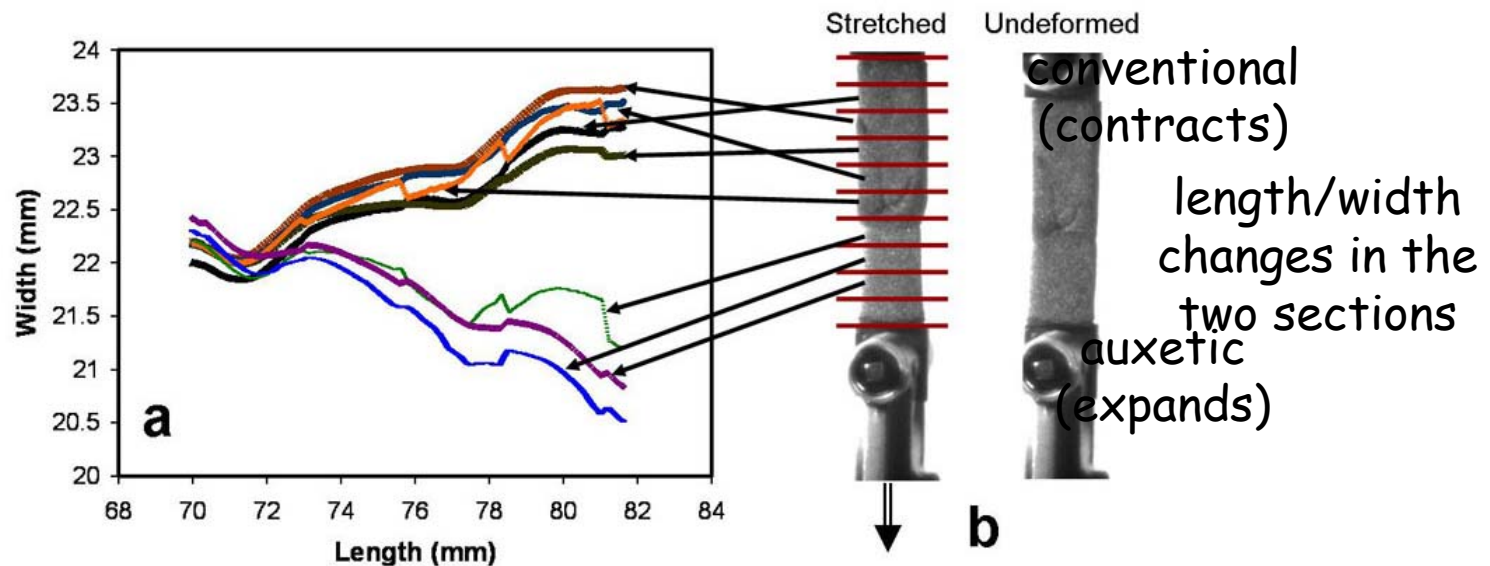 24
23.5
23
22.5
22
21.5
21
20.5
20
Width (mm)
a
68 70 72 74 76 78 80 82 84
Length (mm)
Stretched Undeformed
conventional
(contracts)
length/width
changes in the
two sections
auxetic
(expands)
b